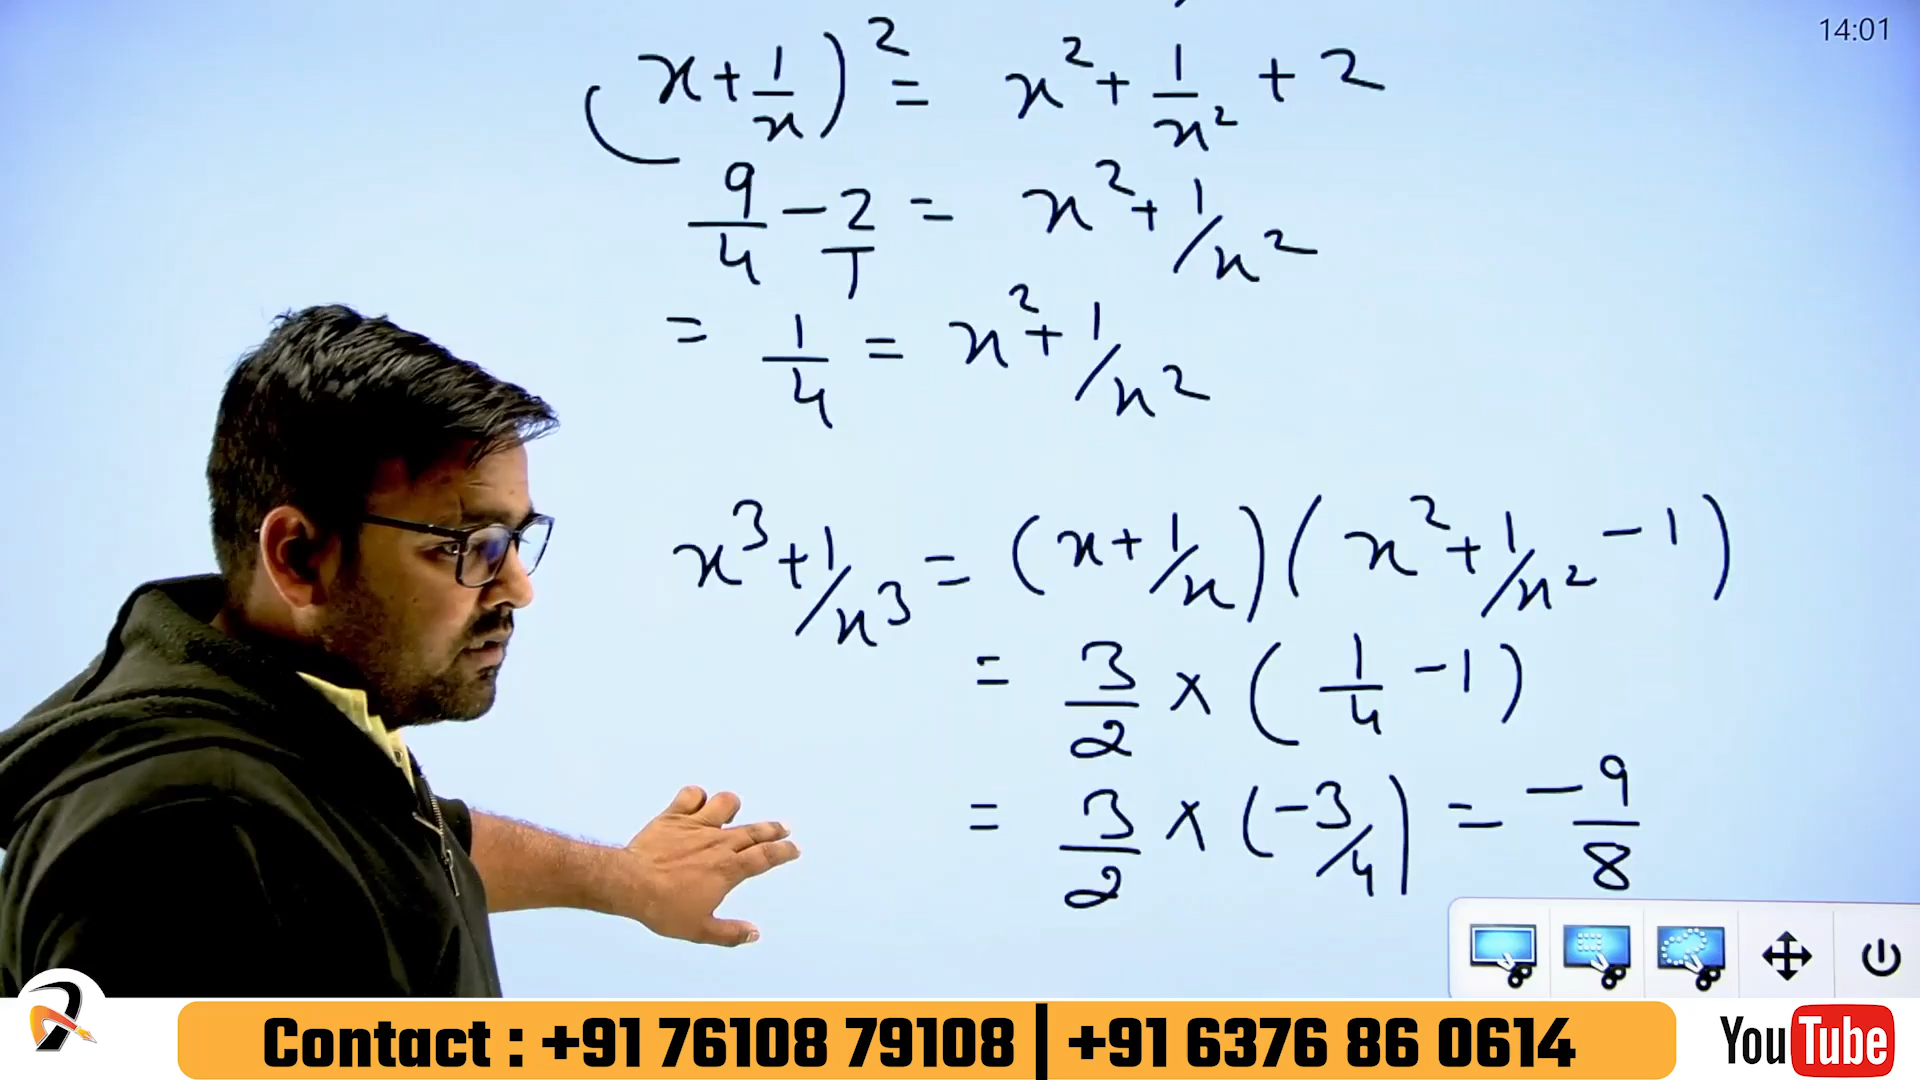 14:01
(x + 1/x)² = x² + 1/x² + 2
9/4 - 2/1 = x² + 1/x²
= 1/4 = x² + 1/x²
x³ + 1/x³ = (x + 1/x)(x² + 1/x² - 1)
= 3/2 × (1/4 - 1)
= 3/2 × (-3/4) = -9/8
Contact : +91 76108 79108 | +91 6376 86 0614
YouTube